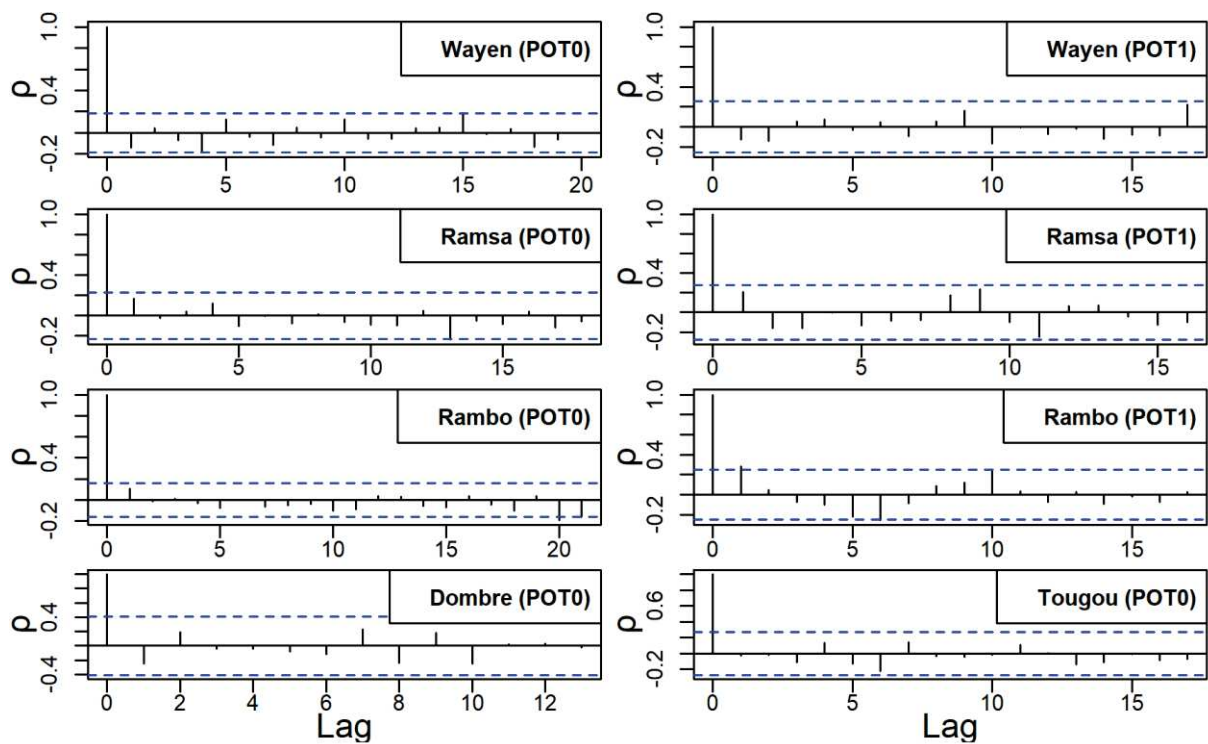 Wayen (POT0)
ρ
1.0
0.4
-0.2
0 5 10 15 20
Wayen (POT1)
ρ
1.0
0.4
-0.2
0 5 10 15
Ramsa (POT0)
ρ
1.0
0.4
-0.2
0 5 10 15
Ramsa (POT1)
ρ
1.0
0.4
-0.2
0 5 10 15
Rambo (POT0)
ρ
1.0
0.4
-0.2
0 5 10 15 20
Rambo (POT1)
ρ
1.0
0.4
-0.2
0 5 10 15
Dombre (POT0)
ρ
0.4
-0.4
0 2 4 6 8 10 12
Lag
Tougou (POT0)
ρ
0.6
-0.2
0 5 10 15
Lag